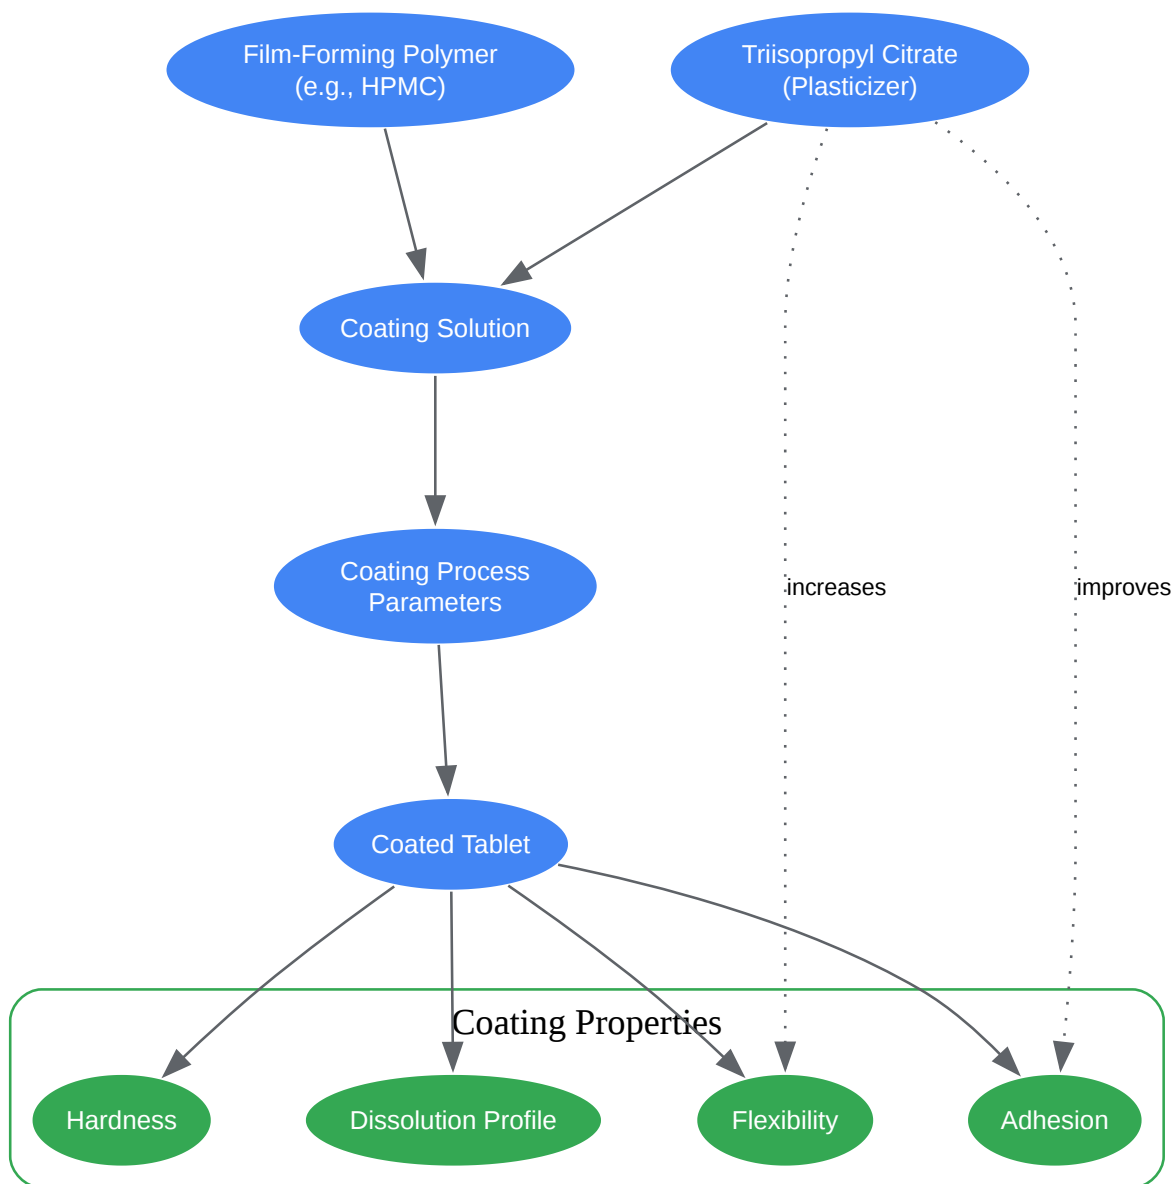 Film-Forming Polymer
(e.g., HPMC)
Triisopropyl Citrate
(Plasticizer)
Coating Solution
Coating Process
Parameters
increases
improves
Coated Tablet
Coating Properties
Hardness
Dissolution Profile
Flexibility
Adhesion